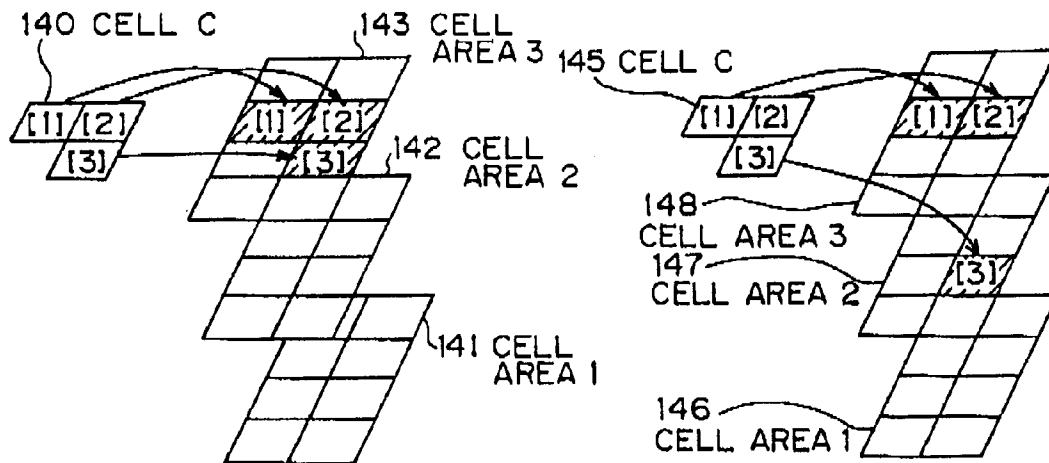 140 CELL C
143 CELL
AREA 3
[1] [2]
[3]
[1] [2]
[3]
142 CELL
AREA 2
141 CELL
AREA 1
145 CELL C
[1] [2]
[3]
[1] [2]
148
CELL AREA 3
147
CELL AREA 2
[3]
146
CELL AREA 1